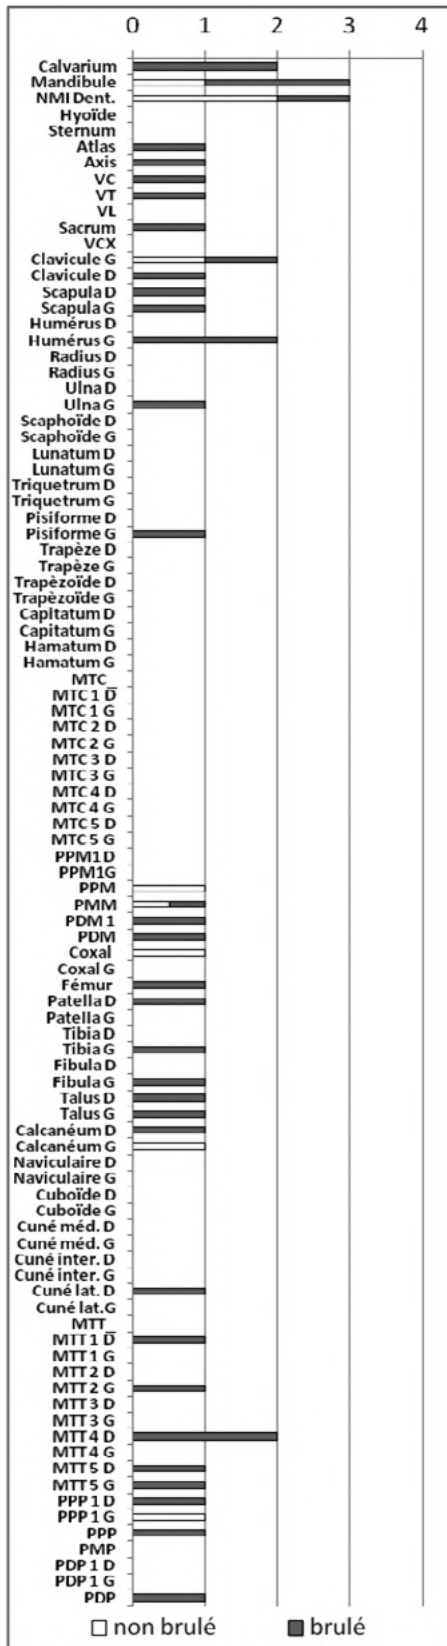 0 1 2 3 4
Calvarium
Mandibule
NMI Dent.
Hyoïde
Sternum
Atlas
Axis
VC
VT
VL
Sacrum
VCX
Clavicule G
Clavicule D
Scapula D
Scapula G
Humérus D
Humérus G
Radius D
Radius G
Ulna D
Ulna G
Scaphoïde D
Scaphoïde G
Lunatum D
Lunatum G
Triquetrum D
Triquetrum G
Pisiforme D
Pisiforme G
Trapèze D
Trapèze G
Trapèzoïde D
Trapèzoïde G
Capitatum D
Capitatum G
Hamatum D
Hamatum G
MTC_
MTC 1 D
MTC 1 G
MTC 2 D
MTC 2 G
MTC 3 D
MTC 3 G
MTC 4 D
MTC 4 G
MTC 5 D
MTC 5 G
PPM1 D
PPM1G
PPM
PMM
PDM 1
PDM
Coxal
Coxal G
Fémur
Patella D
Patella G
Tibia D
Tibia G
Fibula D
Fibula G
Talus D
Talus G
Calcanéum D
Calcanéum G
Naviculaire D
Naviculaire G
Cuboïde D
Cuboïde G
Cuné méd. D
Cuné méd. G
Cuné inter. D
Cuné inter. G
Cuné lat. D
Cuné lat.G
MTT_
MTT 1 D
MTT 1 G
MTT 2 D
MTT 2 G
MTT 3 D
MTT 3 G
MTT 4 D
MTT 4 G
MTT 5 D
MTT 5 G
PPP 1 D
PPP 1 G
PPP
PMP
PDP 1 D
PDP 1 G
PDP
non brulé brulé